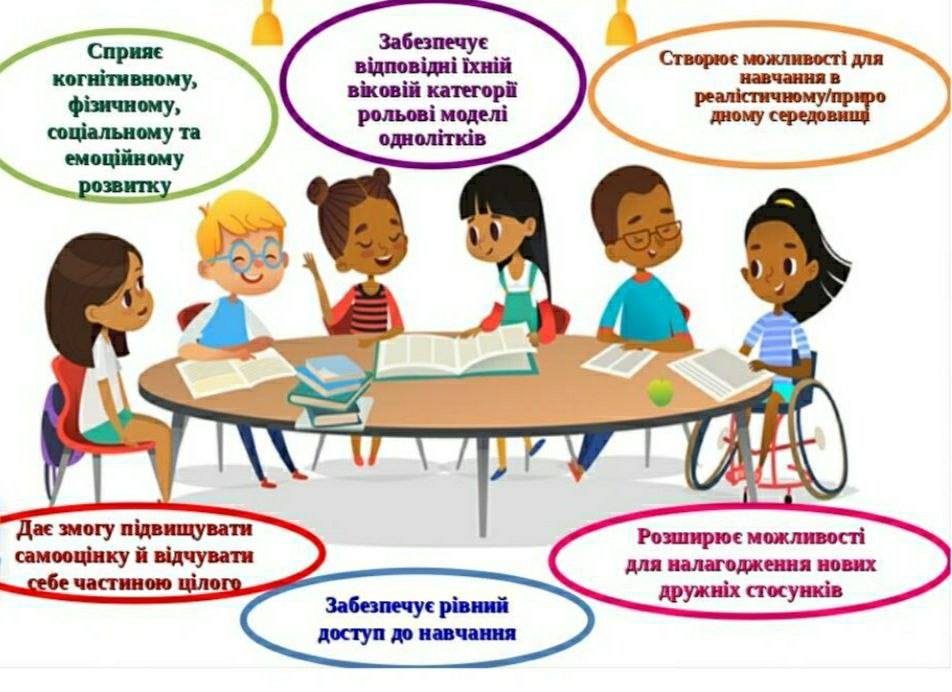 Сприяє
когнітивному,
фізичному,
соціальному та
емоційному
розвитку
Забезпечує
відповідні їхній
віковій категорії
рольові моделі
однолітків
Створює можливості для
навчання в
реалістичному/приро
дному середовищі
Дає змогу підвищувати
самооцінку й відчувати
себе частиною цілого
Забезпечує рівний
доступ до навчання
Розширює можливості
для налагодження нових
дружніх стосунків